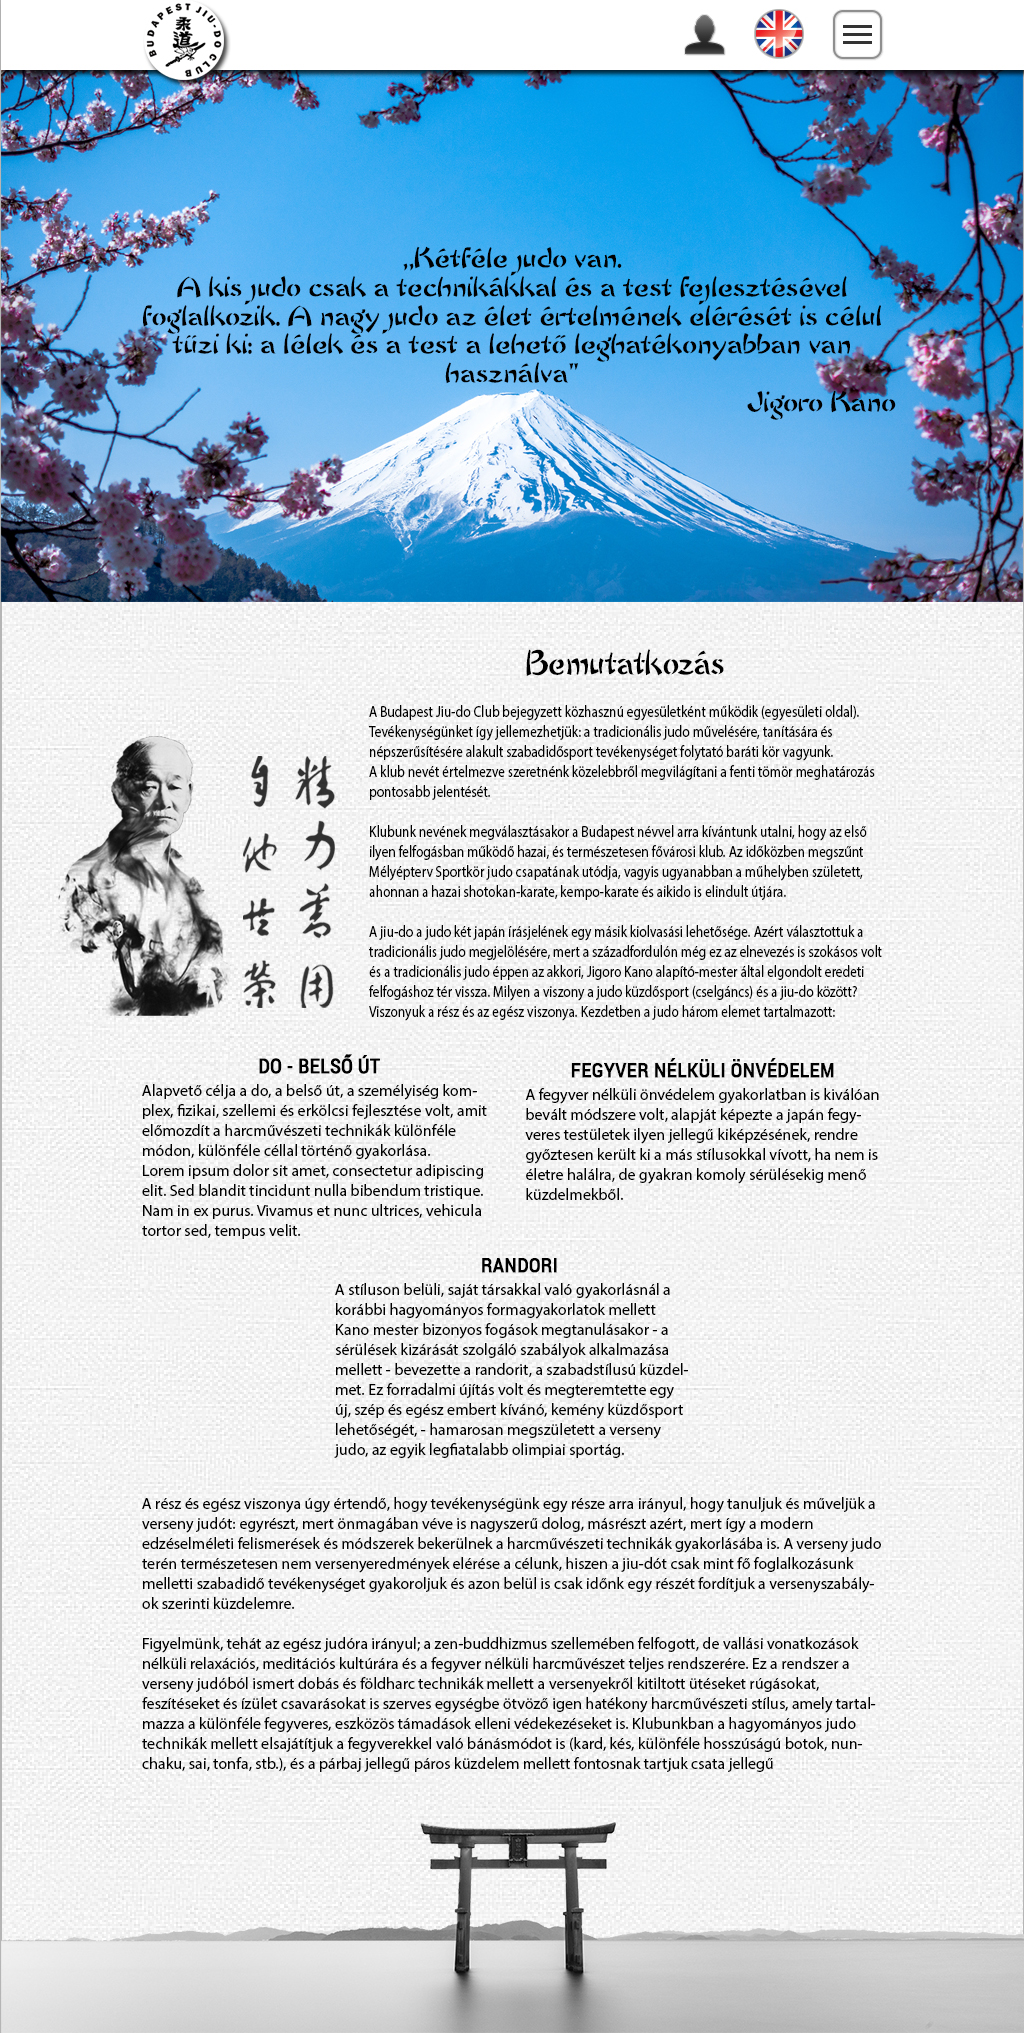 BUDAPEST JIU-DO CLUB
柔道
„Kétféle judo van.
A kis judo csak a technikákkal és a test fejlesztésével
foglalkozik. A nagy judo az élet értelmének elérését is célul
tűzi ki: a lélek és a test a lehető leghatékonyabban van
használva"
Jigoro Kano
Bemutatkozás
A Budapest Jiu-do Club bejegyzett közhasznú egyesületként működik (egyesületi oldal).
Tevékenységünket így jellemezhetjük: a tradicionális judo művelésére, tanítására és
népszerűsítésére alakult szabadidősport tevékenységet folytató baráti kör vagyunk.
A klub nevét értelmezve szeretnénk közelebbről megvilágítani a fenti tömör meghatározás
pontosabb jelentését.
Klubunk nevének megválasztásakor a Budapest névvel arra kívántunk utalni, hogy az első
ilyen felfogásban működő hazai, és természetesen fővárosi klub. Az időközben megszűnt
Mélyépterv Sportkör judo csapatának utódja, vagyis ugyanabban a műhelyben született,
ahonnan a hazai shotokan-karate, kempo-karate és aikido is elindult útjára.
A jiu-do a judo két japán írásjelének egy másik kiolvasási lehetősége. Azért választottuk a
tradicionális judo megjelölésére, mert a századfordulón még ez az elnevezés is szokásos volt
és a tradicionális judo éppen az akkori, Jigoro Kano alapító-mester által elgondolt eredeti
felfogáshoz tér vissza. Milyen a viszony a judo küzdősport (cselgáncs) és a jiu-do között?
Viszonyuk a rész és az egész viszonya. Kezdetben a judo három elemet tartalmazott:
精力善用
自他共栄
DO - BELSŐ ÚT
Alapvető célja a do, a belső út, a személyiség kom-
plex, fizikai, szellemi és erkölcsi fejlesztése volt, amit
előmozdít a harcművészeti technikák különféle
módon, különféle céllal történő gyakorlása.
Lorem ipsum dolor sit amet, consectetur adipiscing
elit. Sed blandit tincidunt nulla bibendum tristique.
Nam in ex purus. Vivamus et nunc ultrices, vehicula
tortor sed, tempus velit.
FEGYVER NÉLKÜLI ÖNVÉDELEM
A fegyver nélküli önvédelem gyakorlatban is kiválóan
bevált módszere volt, alapját képezte a japán fegy-
veres testületek ilyen jellegű kiképzésének, rendre
győztesen került ki a más stílusokkal vívott, ha nem is
életre halálra, de gyakran komoly sérülésekig menő
küzdelmekből.
RANDORI
A stíluson belüli, saját társakkal való gyakorlásnál a
korábbi hagyományos formagyakorlatok mellett
Kano mester bizonyos fogások megtanulásakor - a
sérülések kizárását szolgáló szabályok alkalmazása
mellett - bevezette a randorit, a szabadstílusú küzdel-
met. Ez forradalmi újítás volt és megteremtette egy
új, szép és egész embert kívánó, kemény küzdősport
lehetőségét, - hamarosan megszületett a verseny
judo, az egyik legfiatalabb olimpiai sportág.
A rész és egész viszonya úgy értendő, hogy tevékenységünk egy része arra irányul, hogy tanuljuk és műveljük a
verseny judót: egyrészt, mert önmagában véve is nagyszerű dolog, másrészt azért, mert így a modern
edzéselméleti felismerések és módszerek bekerülnek a harcművészeti technikák gyakorlásába is. A verseny judo
terén természetesen nem versenyeredmények elérése a célunk, hiszen a jiu-dót csak mint fő foglalkozásunk
melletti szabadidő tevékenységet gyakoroljuk és azon belül is csak időnk egy részét fordítjuk a versenyszabály-
ok szerinti küzdelemre.
Figyelmünk, tehát az egész judóra irányul; a zen-buddhizmus szellemében felfogott, de vallási vonatkozások
nélküli relaxációs, meditációs kultúrára és a fegyver nélküli harcművészet teljes rendszerére. Ez a rendszer a
verseny judóból ismert dobás és földharc technikák mellett a versenyekről kitiltott ütéseket rúgásokat,
feszítéseket és ízület csavarásokat is szerves egységbe ötvöző igen hatékony harcművészeti stílus, amely tartal-
mazza a különféle fegyveres, eszközös támadások elleni védekezéseket is. Klubunkban a hagyományos judo
technikák mellett elsajátítjuk a fegyverekkel való bánásmódot is (kard, kés, különféle hosszúságú botok, nun-
chaku, sai, tonfa, stb.), és a párbaj jellegű páros küzdelem mellett fontosnak tartjuk csata jellegű